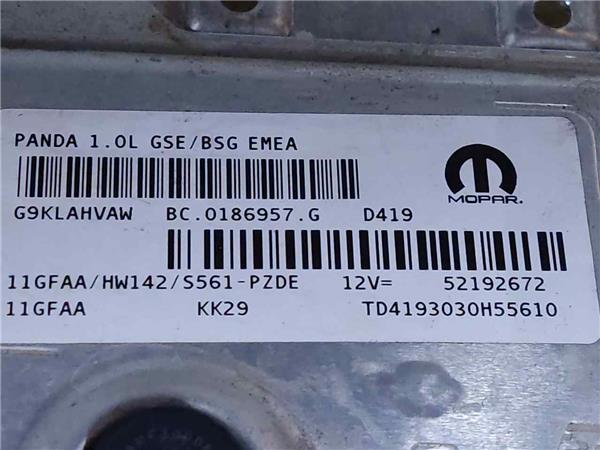 PANDA 1.0L GSE/BSG EMEA
MOPAR.
G9KLAHVAW BC.0186957.G D419
11GFAA/HW142/S561-PZDE 12V= 52192672
11GFAA KK29 TD4193030H55610